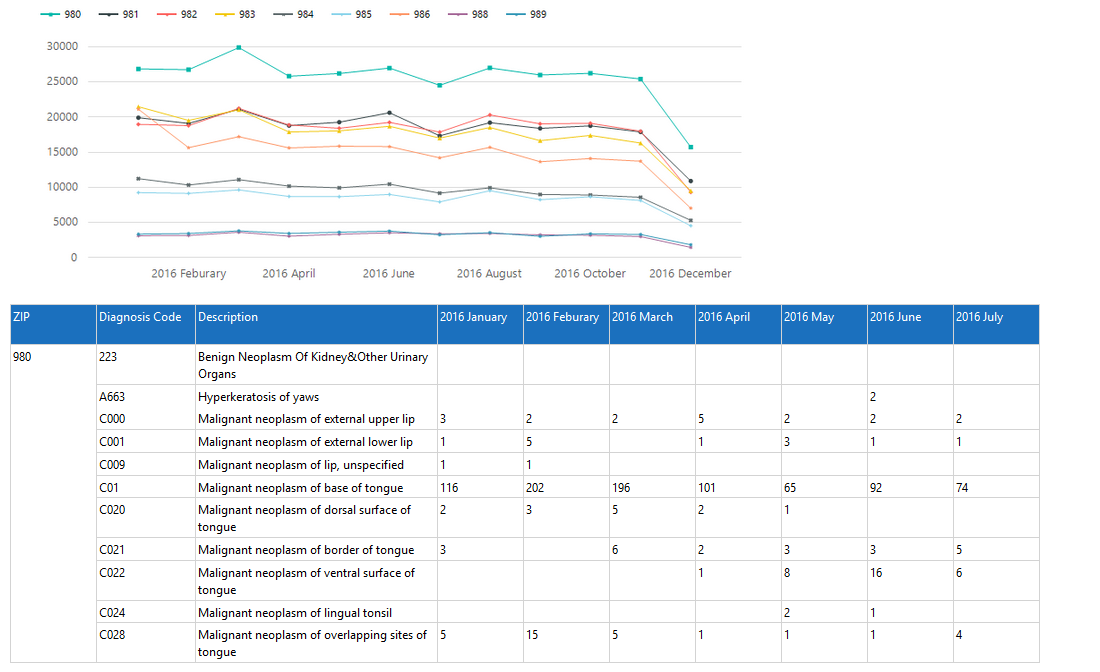 980 981 982 983 984 985 986 988 989
30000
25000
20000
15000
10000
5000
0
2016 Feburary 2016 April 2016 June 2016 August 2016 October 2016 December
ZIP Diagnosis Code Description 2016 January 2016 Feburary 2016 March 2016 April 2016 May 2016 June 2016 July
980 223 Benign Neoplasm Of Kidney&Other Urinary
Organs
A663 Hyperkeratosis of yaws 2
C000 Malignant neoplasm of external upper lip 3 2 2 5 2 2 2
C001 Malignant neoplasm of external lower lip 1 5 1 3 1 1
C009 Malignant neoplasm of lip, unspecified 1 1
C01 Malignant neoplasm of base of tongue 116 202 196 101 65 92 74
C020 Malignant neoplasm of dorsal surface of 2 3 5 2 1
tongue
C021 Malignant neoplasm of border of tongue 3 6 2 3 3 5
C022 Malignant neoplasm of ventral surface of 1 8 16 6
tongue
C024 Malignant neoplasm of lingual tonsil 2 1
C028 Malignant neoplasm of overlapping sites of 5 15 5 1 1 1 4
tongue